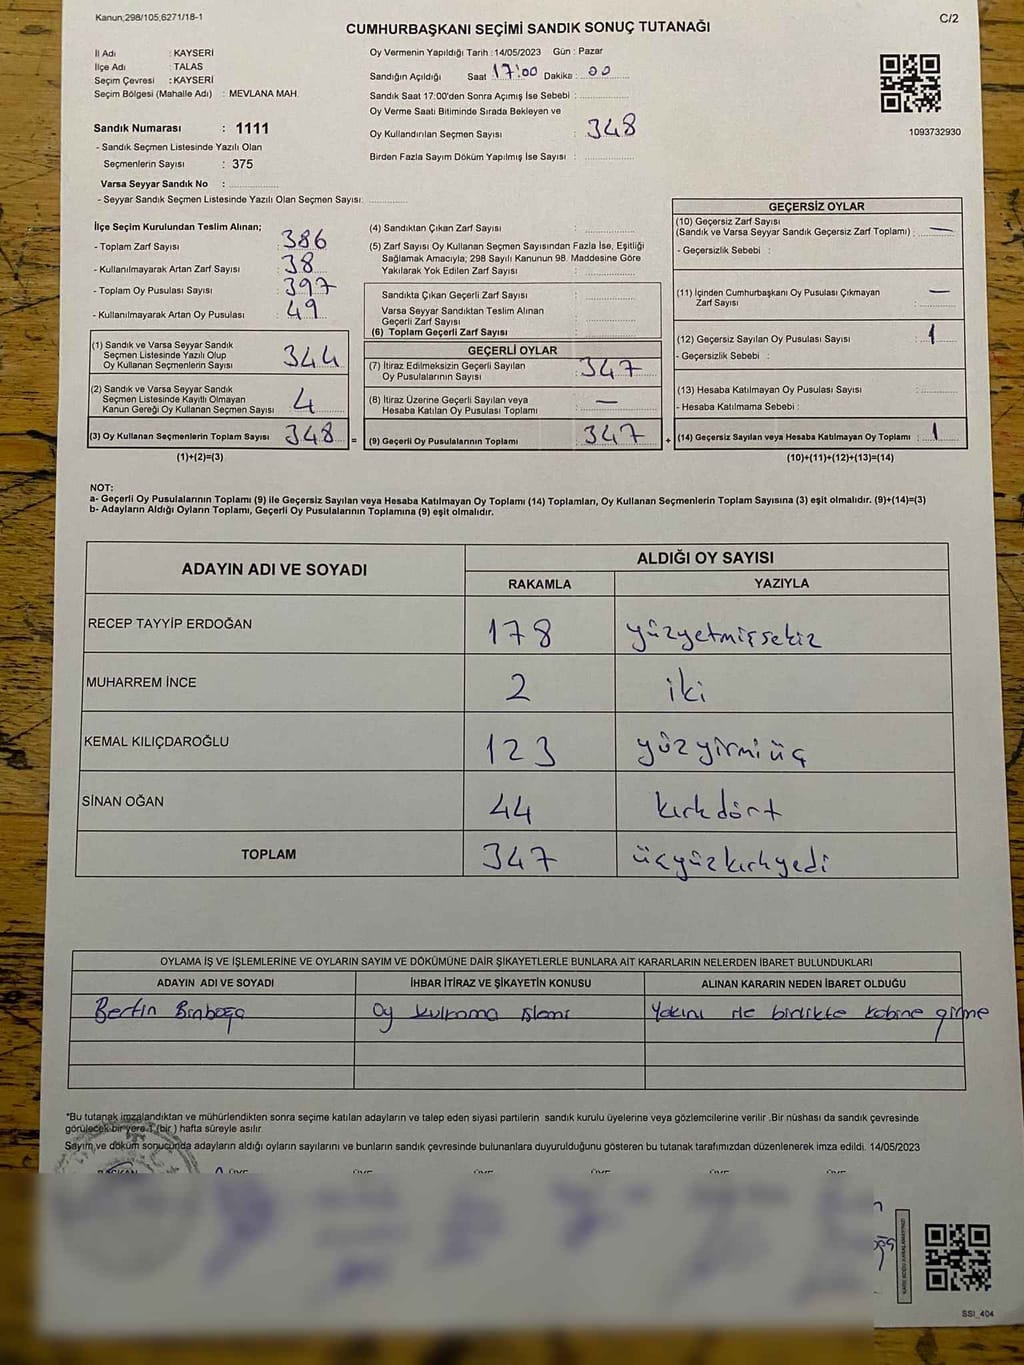 Kanun;298/105,6271/18-1
C/2
CUMHURBAŞKANI SEÇİMİ SANDIK SONUÇ TUTANAĞI
İl Adı : KAYSERİ
İlçe Adı : TALAS
Seçim Çevresi : KAYSERİ
Seçim Bölgesi (Mahalle Adı) : MEVLANA MAH.
Sandık Numarası : 1111
- Sandık Seçmen Listesinde Yazılı Olan
Seçmenlerin Sayısı : 375
Varsa Seyyar Sandık No :
- Seyyar Sandık Seçmen Listesinde Yazılı Olan Seçmen Sayısı:
Oy Vermenin Yapıldığı Tarih :14/05/2023 Gün : Pazar
Sandığın Açıldığı Saat 17:00 Dakika : 00
Sandık Saat 17:00'den Sonra Açımış İse Sebebi :
Oy Verme Saati Bitiminde Sırada Bekleyen ve
Oy Kullandırılan Seçmen Sayısı : 348
Birden Fazla Sayım Döküm Yapılmış İse Sayısı :
1093732930
İlçe Seçim Kurulundan Teslim Alınan;
- Toplam Zarf Sayısı : 386
- Kullanılmayarak Artan Zarf Sayısı : 38
- Toplam Oy Pusulası Sayısı : 397
- Kullanılmayarak Artan Oy Pusulası : 49
(1) Sandık ve Varsa Seyyar Sandık
Seçmen Listesinde Yazılı Olup
Oy Kullanan Seçmenlerin Sayısı 344
(2) Sandık ve Varsa Seyyar Sandık
Seçmen Listesinde Kayıtlı Olmayan
Kanun Gereği Oy Kullanan Seçmen Sayısı 4
(3) Oy Kullanan Seçmenlerin Toplam Sayısı 348 =
(1)+(2)=(3)
(4) Sandıktan Çıkan Zarf Sayısı :
(5) Zarf Sayısı Oy Kullanan Seçmen Sayısından Fazla İse, Eşitliği
Sağlamak Amacıyla; 298 Sayılı Kanunun 98. Maddesine Göre
Yakılarak Yok Edilen Zarf Sayısı :
Sandıkta Çıkan Geçerli Zarf Sayısı :
Varsa Seyyar Sandıktan Teslim Alınan
Geçerli Zarf Sayısı :
(6) Toplam Geçerli Zarf Sayısı :
GEÇERLİ OYLAR
(7) İtiraz Edilmeksizin Geçerli Sayılan
Oy Pusulalarının Sayısı : 347
(8) İtiraz Üzerine Geçerli Sayılan veya
Hesaba Katılan Oy Pusulası Toplamı : —
(9) Geçerli Oy Pusulalarının Toplamı : 347 +
GEÇERSİZ OYLAR
(10) Geçersiz Zarf Sayısı
(Sandık ve Varsa Seyyar Sandık Geçersiz Zarf Toplamı) : —
- Geçersizlik Sebebi :
(11) İçinden Cumhurbaşkanı Oy Pusulası Çıkmayan
Zarf Sayısı : —
(12) Geçersiz Sayılan Oy Pusulası Sayısı : 1
- Geçersizlik Sebebi :
(13) Hesaba Katılmayan Oy Pusulası Sayısı :
- Hesaba Katılmama Sebebi :
(14) Geçersiz Sayılan veya Hesaba Katılmayan Oy Toplamı : 1
(10)+(11)+(12)+(13)=(14)
NOT:
a- Geçerli Oy Pusulalarının Toplamı (9) ile Geçersiz Sayılan veya Hesaba Katılmayan Oy Toplamı (14) Toplamları, Oy Kullanan Seçmenlerin Toplam Sayısına (3) eşit olmalıdır. (9)+(14)=(3)
b- Adayların Aldığı Oyların Toplamı, Geçerli Oy Pusulalarının Toplamına (9) eşit olmalıdır.
ADAYIN ADI VE SOYADI
ALDIĞI OY SAYISI
RAKAMLA YAZIYLA
RECEP TAYYİP ERDOĞAN 178 yüzyetmişsekiz
MUHARREM İNCE 2 iki
KEMAL KILIÇDAROĞLU 123 yüzyirmiüç
SİNAN OĞAN 44 kırkdört
TOPLAM 347 üçyüzkırkyedi
OYLAMA İŞ VE İŞLEMLERİNE VE OYLARIN SAYIM VE DÖKÜMÜNE DAİR ŞİKAYETLERLE BUNLARA AİT KARARLARIN NELERDEN İBARET BULUNDUKLARI
ADAYIN ADI VE SOYADI İHBAR İTİRAZ VE ŞİKAYETİN KONUSU ALINAN KARARIN NEDEN İBARET OLDUĞU
Bertin Binboğa Oy kullanma işlemi Yakını ile birlikte kabine girme
*Bu tutanak imzalandıktan ve mühürlendikten sonra seçime katılan adayların ve talep eden siyasi partilerin sandık kurulu üyelerine veya gözlemcilerine verilir .Bir nüshası da sandık çevresinde
görülecek bir yere 1 (bir ) hafta süreyle asılır.
Sayım ve döküm sonucunda adayların aldığı oyların sayılarını ve bunların sandık çevresinde bulunanlara duyurulduğunu gösteren bu tutanak tarafımızdan düzenlenerek imza edildi. 14/05/2023
BAŞKAN ÜYE ÜYE ÜYE ÜYE ÜYE ÜYE
SSI_404